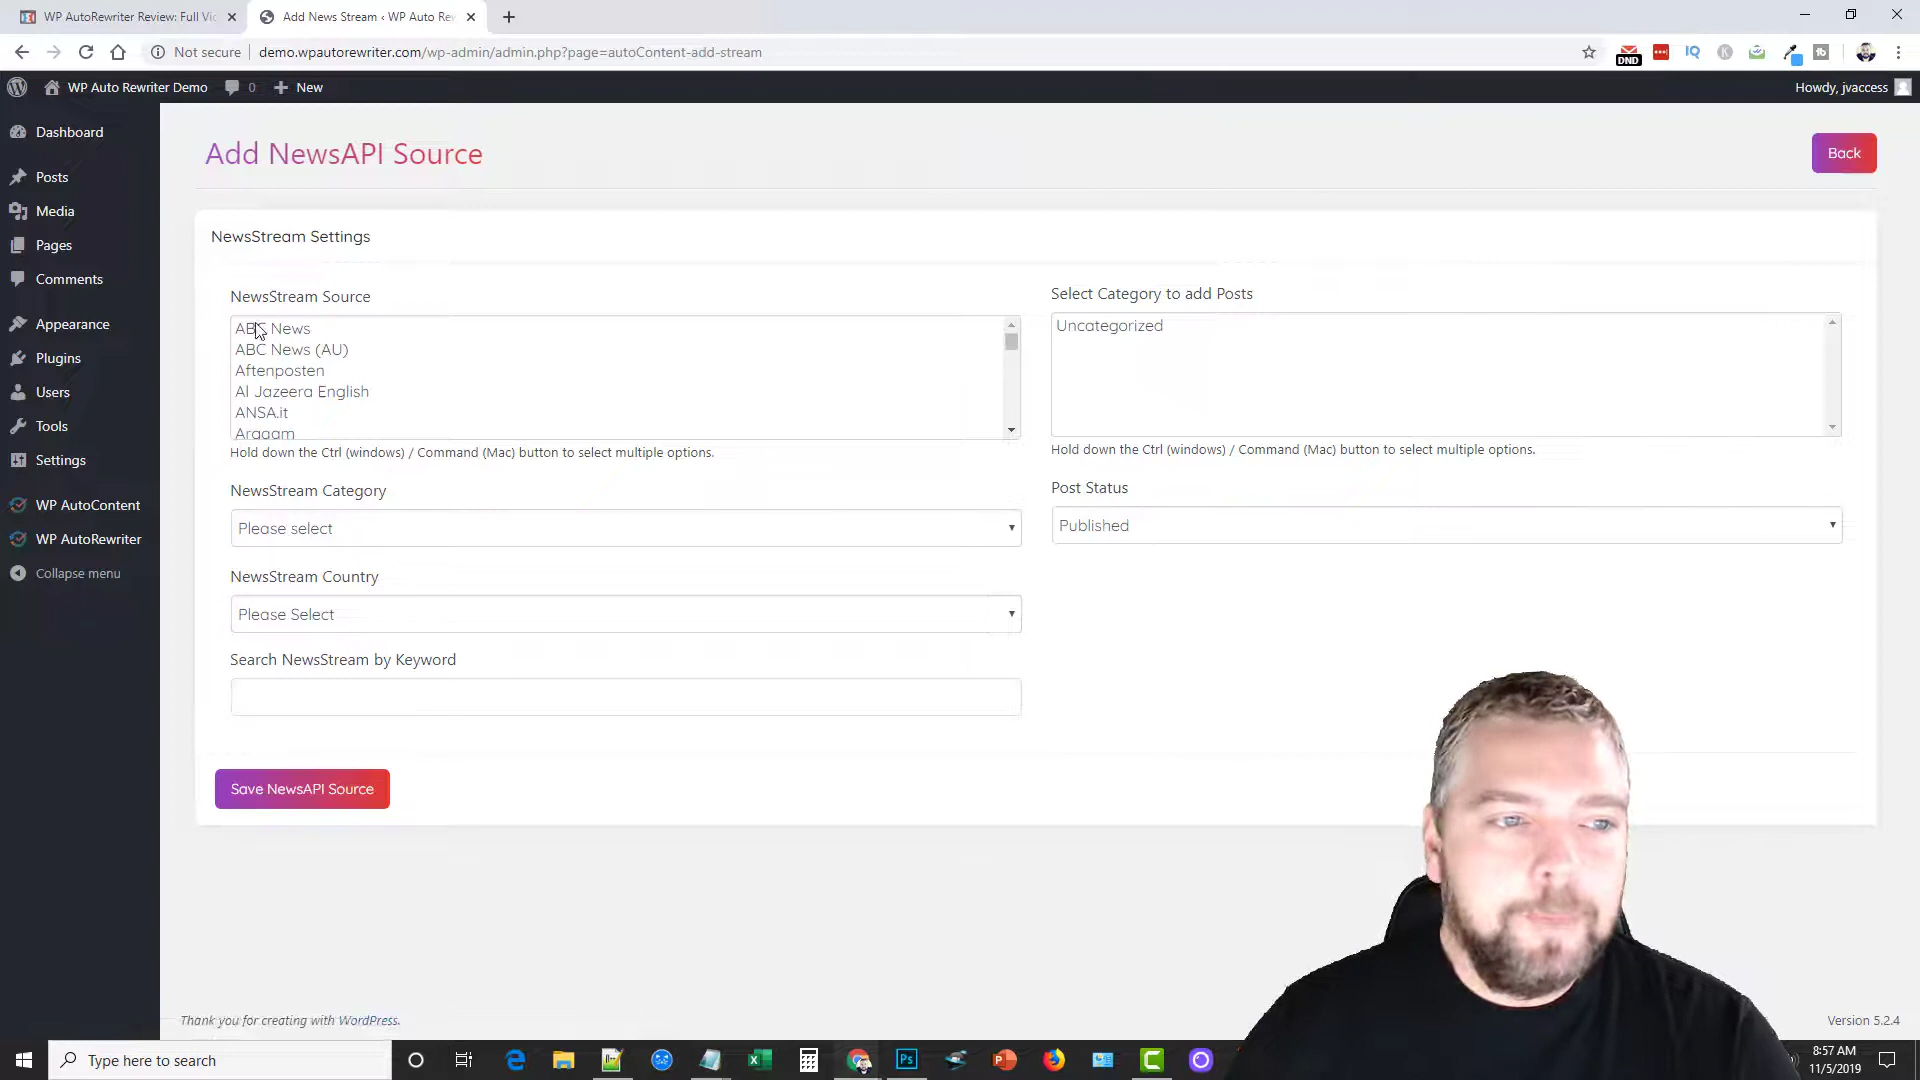 WP AutoRewriter Review: Full Vi
Add News Stream ‹ WP Auto Re
Not secure
demo.wpautorewriter.com/wp-admin/admin.php?page=autoContent-add-stream
DND
WP Auto Rewriter Demo
0
New
Howdy, jvaccess
Dashboard
Posts
Media
Pages
Comments
Appearance
Plugins
Users
Tools
Settings
WP AutoContent
WP AutoRewriter
Collapse menu
Add NewsAPI Source
Back
NewsStream Settings
NewsStream Source
ABC News
ABC News (AU)
Aftenposten
Al Jazeera English
ANSA.it
Argaam
Hold down the Ctrl (windows) / Command (Mac) button to select multiple options.
NewsStream Category
Please select
NewsStream Country
Please Select
Search NewsStream by Keyword
Save NewsAPI Source
Select Category to add Posts
Uncategorized
Hold down the Ctrl (windows) / Command (Mac) button to select multiple options.
Post Status
Published
Thank you for creating with WordPress.
Version 5.2.4
Type here to search
8:57 AM
11/5/2019